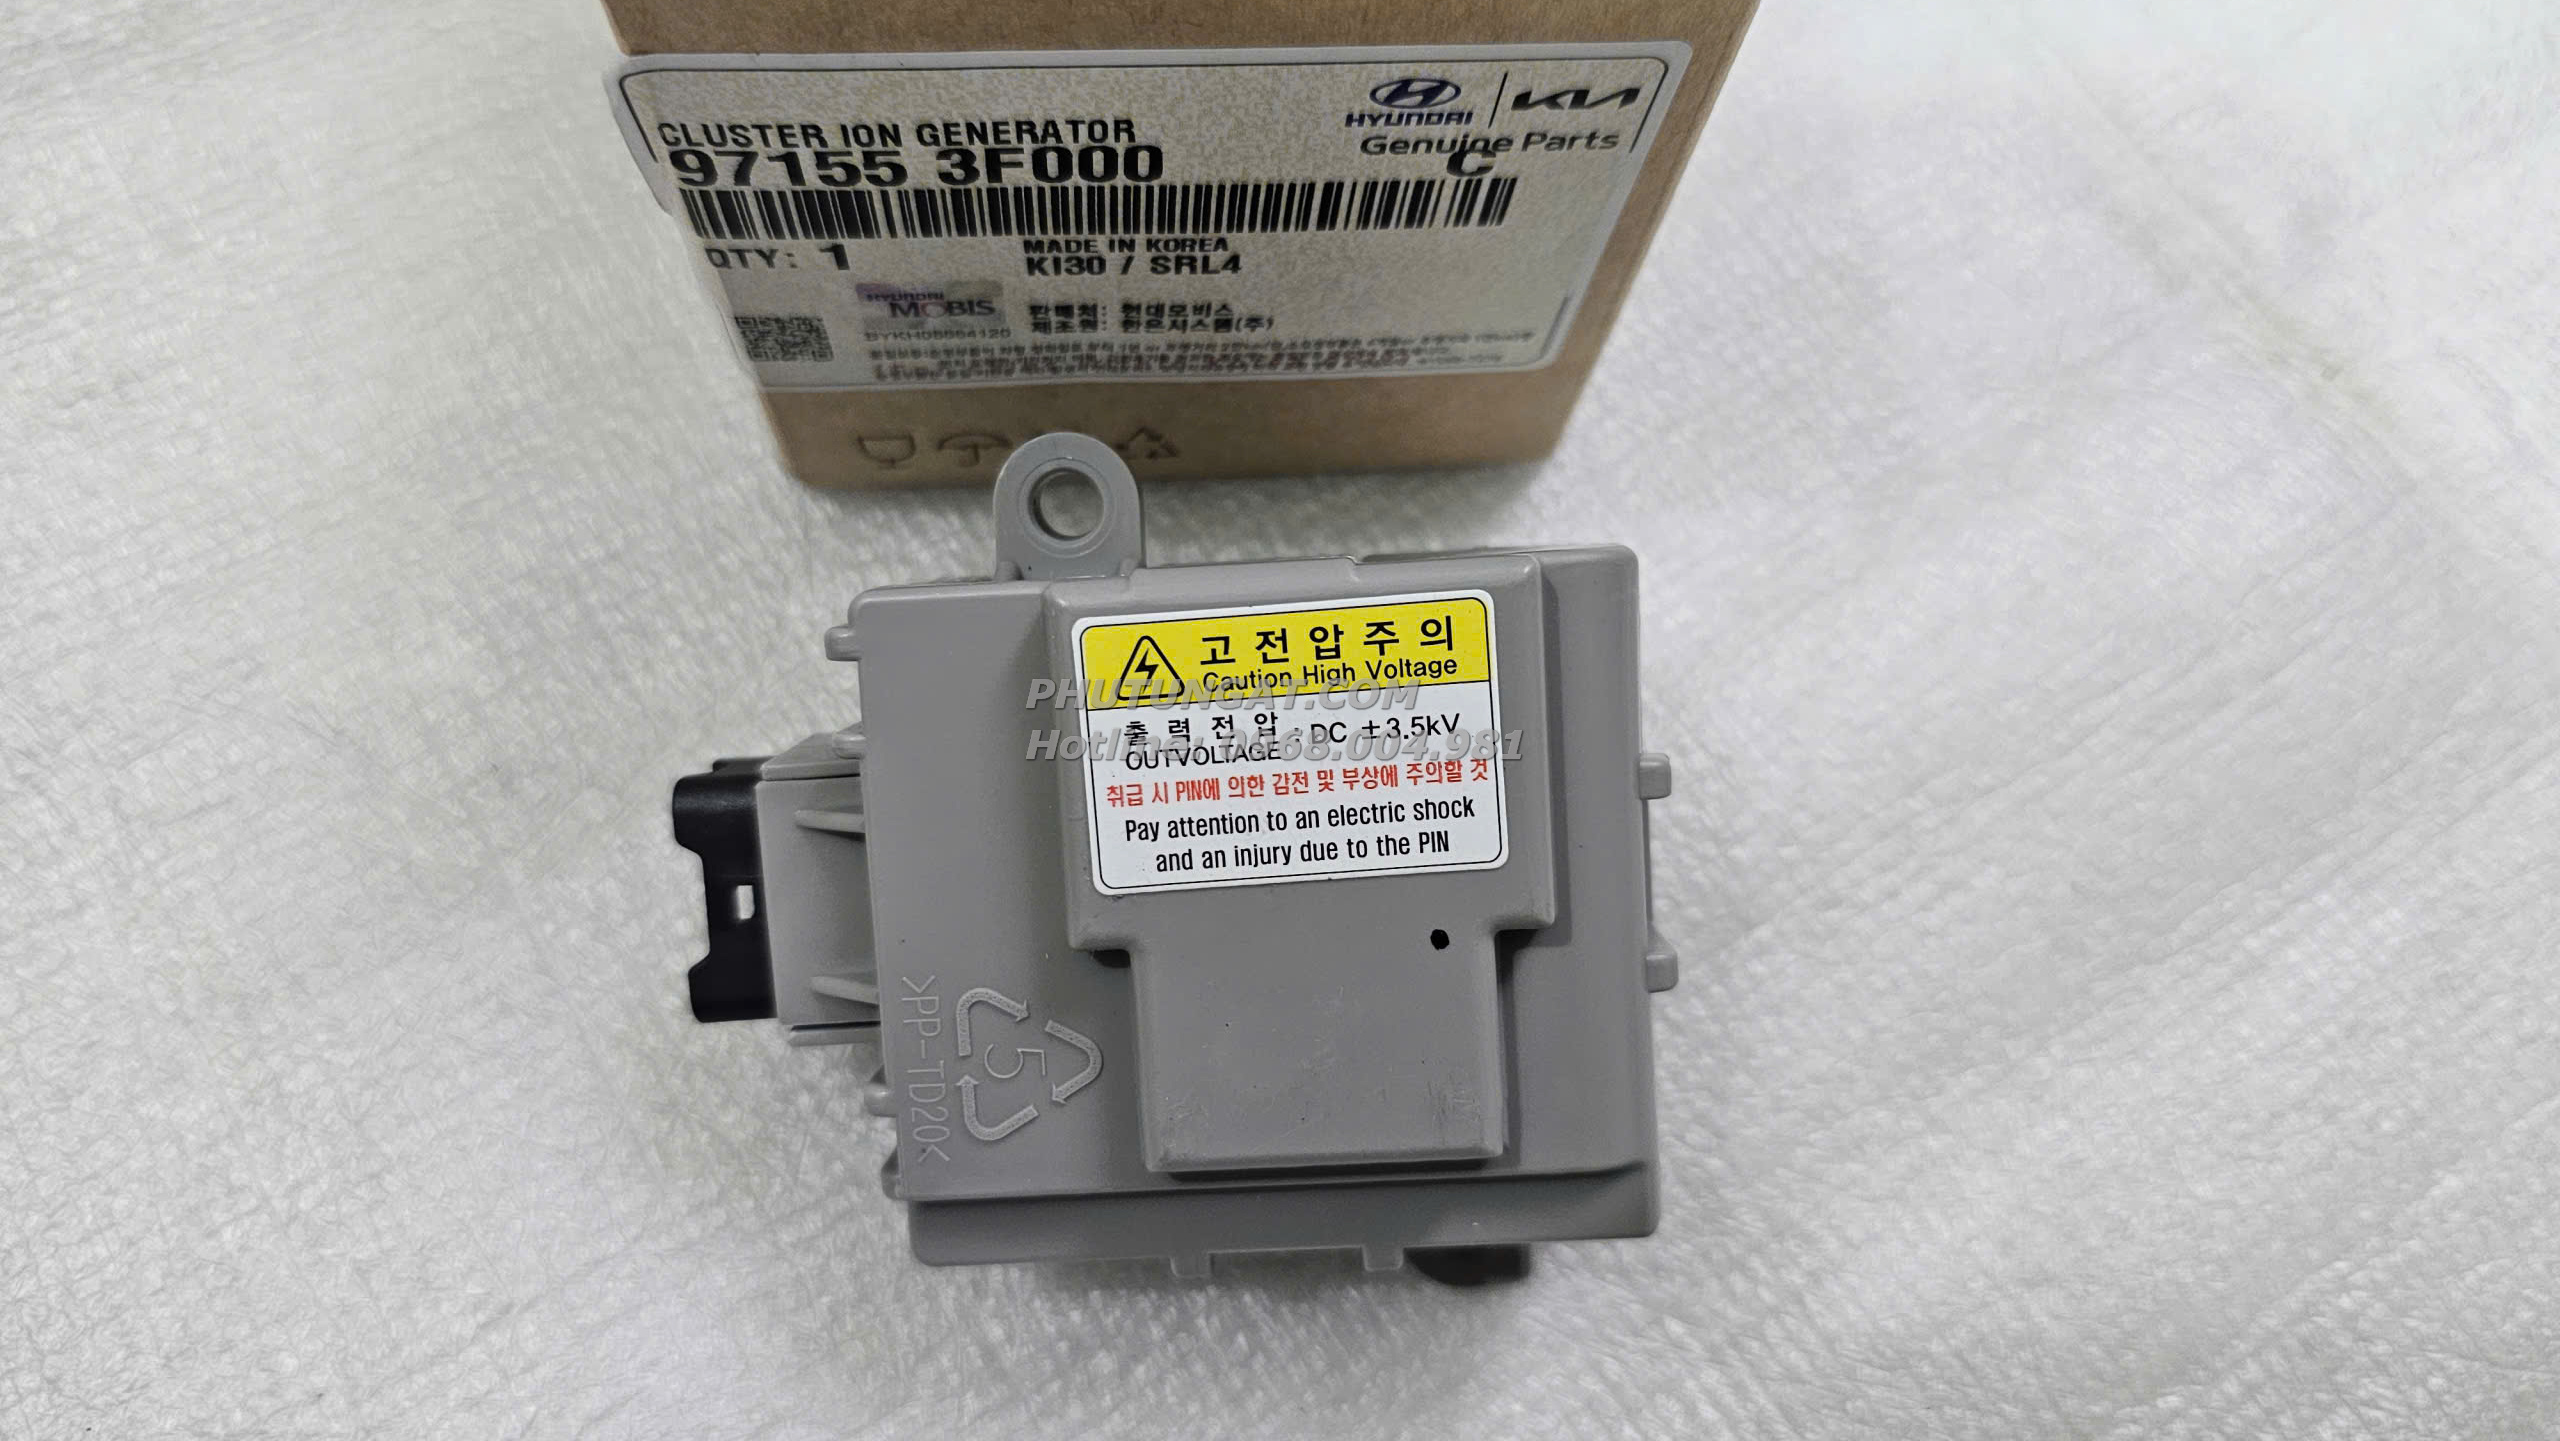 HYUNDAI
KIA
Genuine Parts
CLUSTER ION GENERATOR
97155 3F000 C
QTY: 1
MADE IN KOREA
KI30 / SRL4
HYUNDAI
MOBIS
판매처: 현대모비스
제조원: 한온시스템(주)
고전압주의
Caution High Voltage
PHUTUNGAT.COM
출력전압 : DC ±3.5kV
OUTVOLTAGE
Hotline: 0968.004.981
취급 시 PIN에 의한 감전 및 부상에 주의할 것
Pay attention to an electric shock
and an injury due to the PIN
>PP-TD20<
5